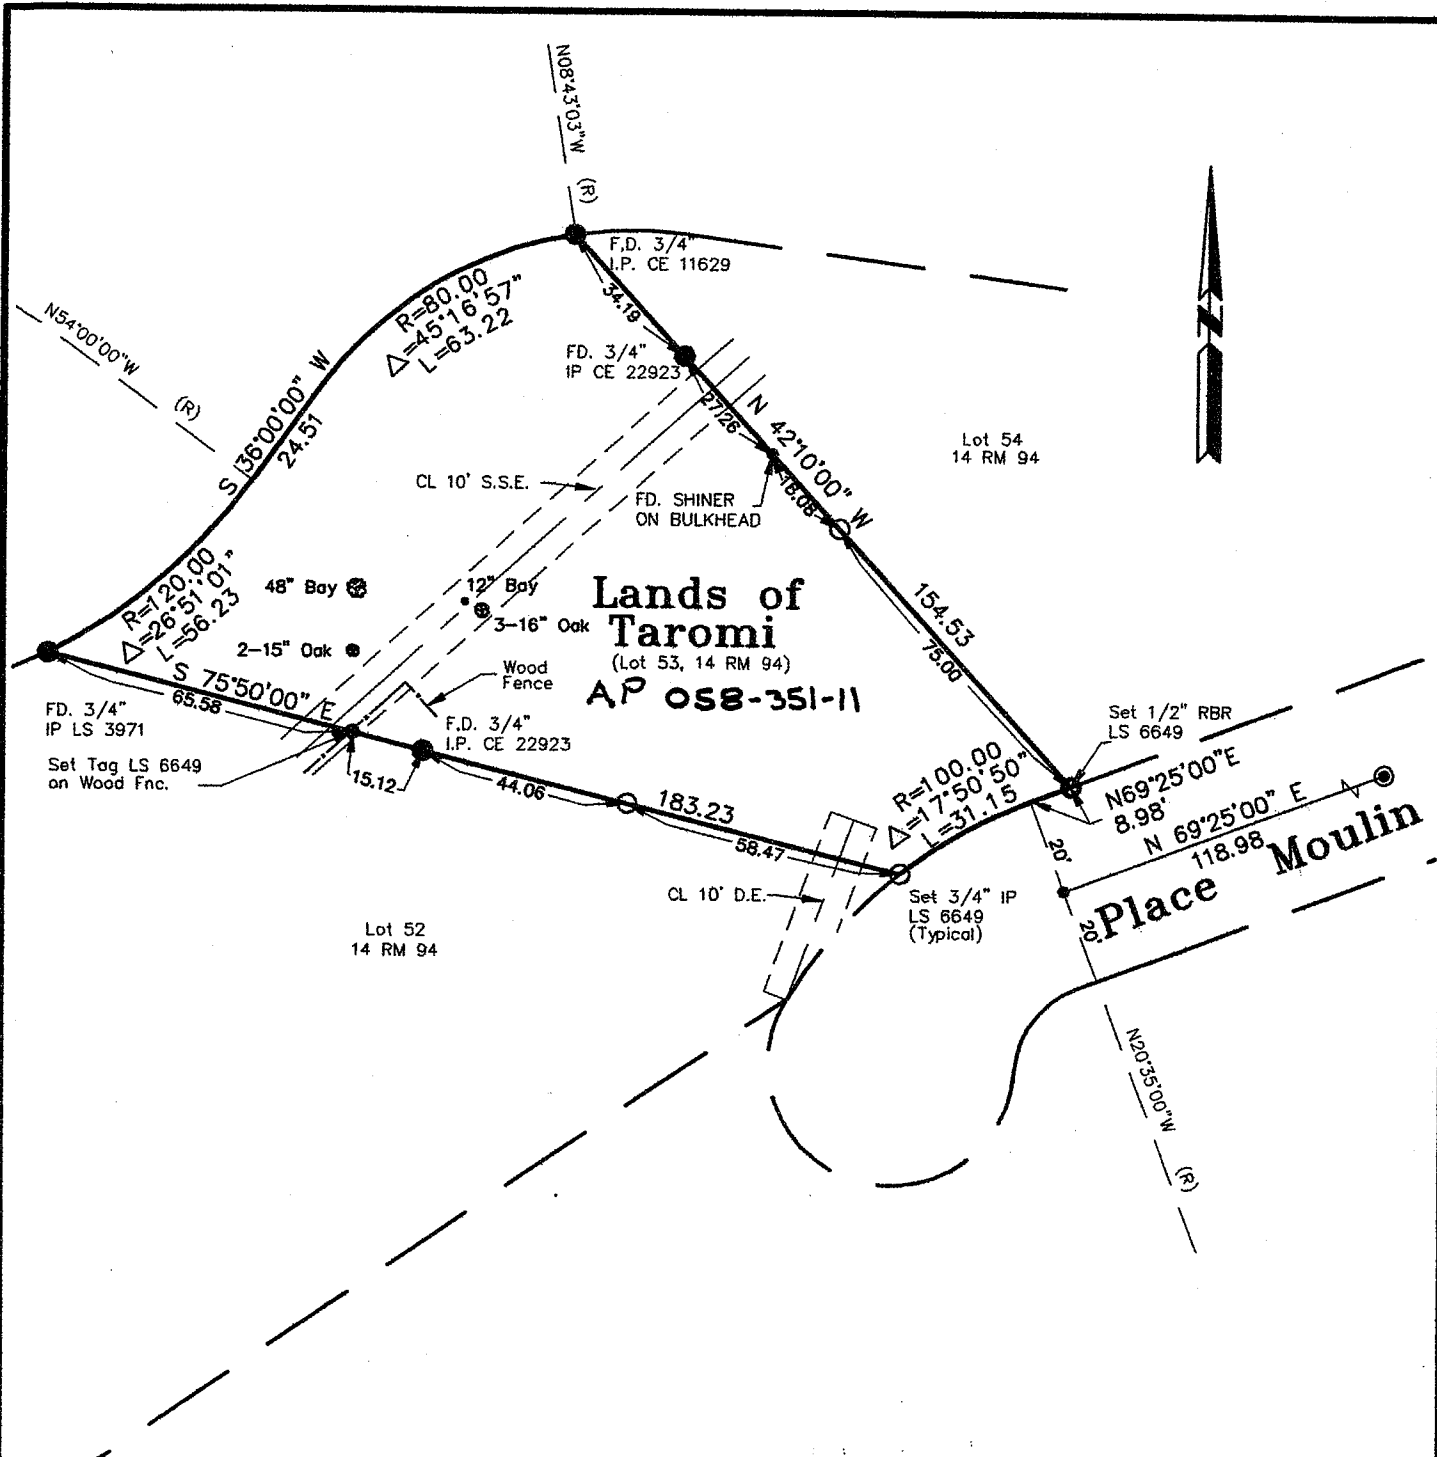 N08°43'03"W (R)
F.D. 3/4"
I.P. CE 11629
R=80.00
Δ=45°16'57"
L=63.22
34.19
N54°00'00"W (R)
FD. 3/4"
IP CE 22923
S 36°00'00" W
24.51
27.26
N 42°10'00" W
Lot 54
14 RM 94
CL 10' S.S.E.
FD. SHINER
ON BULKHEAD
18.08
R=120.00
Δ=26°51'01"
L=56.23
48" Bay
12" Bay
3-16" Oak
2-15" Oak
Lands of
Taromi
(Lot 53, 14 RM 94)
AP 058-351-11
154.53
75.00
S 75°50'00" E
65.58
Wood
Fence
FD. 3/4"
IP LS 3971
F.D. 3/4"
I.P. CE 22923
Set Tag LS 6649
on Wood Fnc.
15.12
44.06
183.23
58.47
R=100.00
Δ=17°50'50"
L=31.15
Set 1/2" RBR
LS 6649
N69°25'00"E
8.98'
N 69°25'00" E
118.98
20'
Place Moulin
20'
CL 10' D.E.
Set 3/4" IP
LS 6649
(Typical)
Lot 52
14 RM 94
N20°35'00"W (R)
N